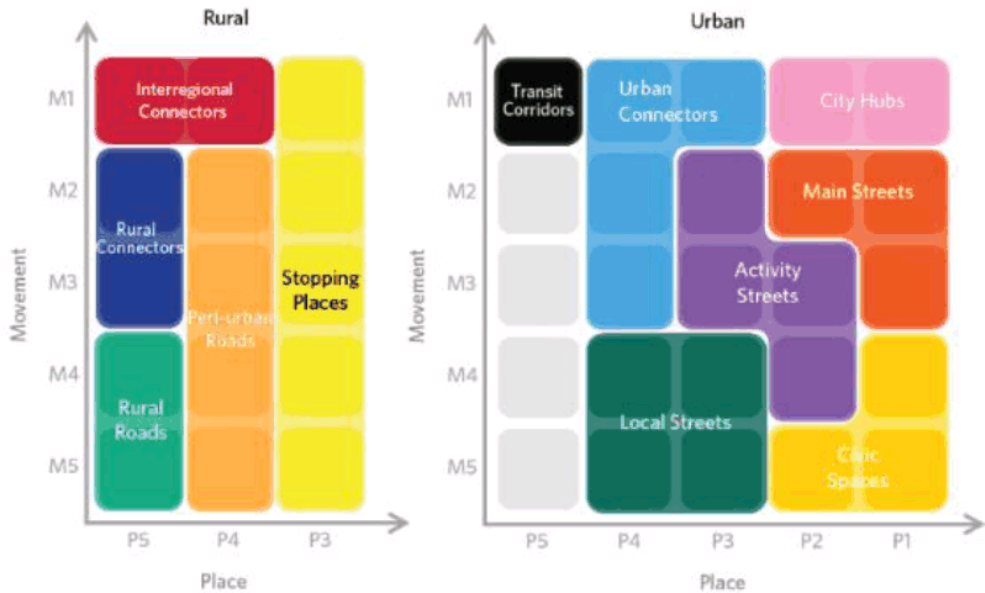 Rural
Urban
M1
M2
M3
M4
M5
Movement
Interregional
Connectors
Rural
Connectors
Peri-urban
Roads
Stopping
Places
Rural
Roads
P5
P4
P3
Place
M1
M2
M3
M4
M5
Movement
Transit
Corridors
Urban
Connectors
City Hubs
Main Streets
Activity
Streets
Local Streets
Civic
Spaces
P5
P4
P3
P2
P1
Place